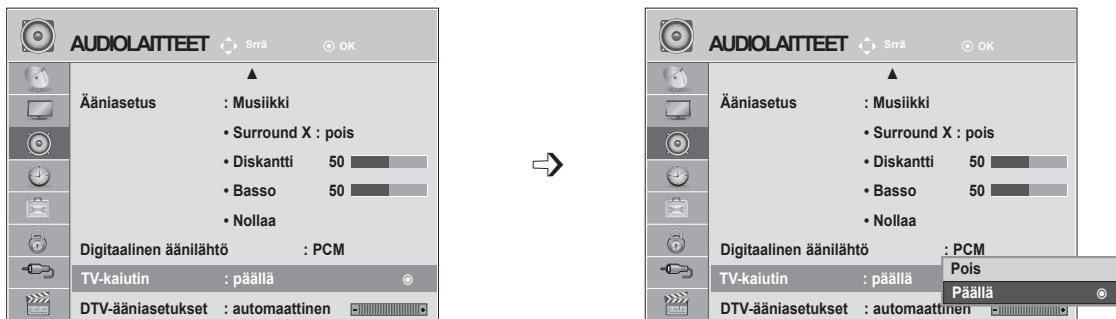 AUDIOLAITTEET Srrä OK
Ääniasetus : Musiikki
• Surround X : pois
• Diskantti 50
• Basso 50
• Nollaa
Digitaalinen äänilähtö : PCM
TV-kaiutin : päällä
DTV-ääniasetukset : automaattinen
AUDIOLAITTEET Srrä OK
Ääniasetus : Musiikki
• Surround X : pois
• Diskantti 50
• Basso 50
• Nollaa
Digitaalinen äänilähtö : PCM
TV-kaiutin : päällä
Pois
Päällä
DTV-ääniasetukset : automaattinen